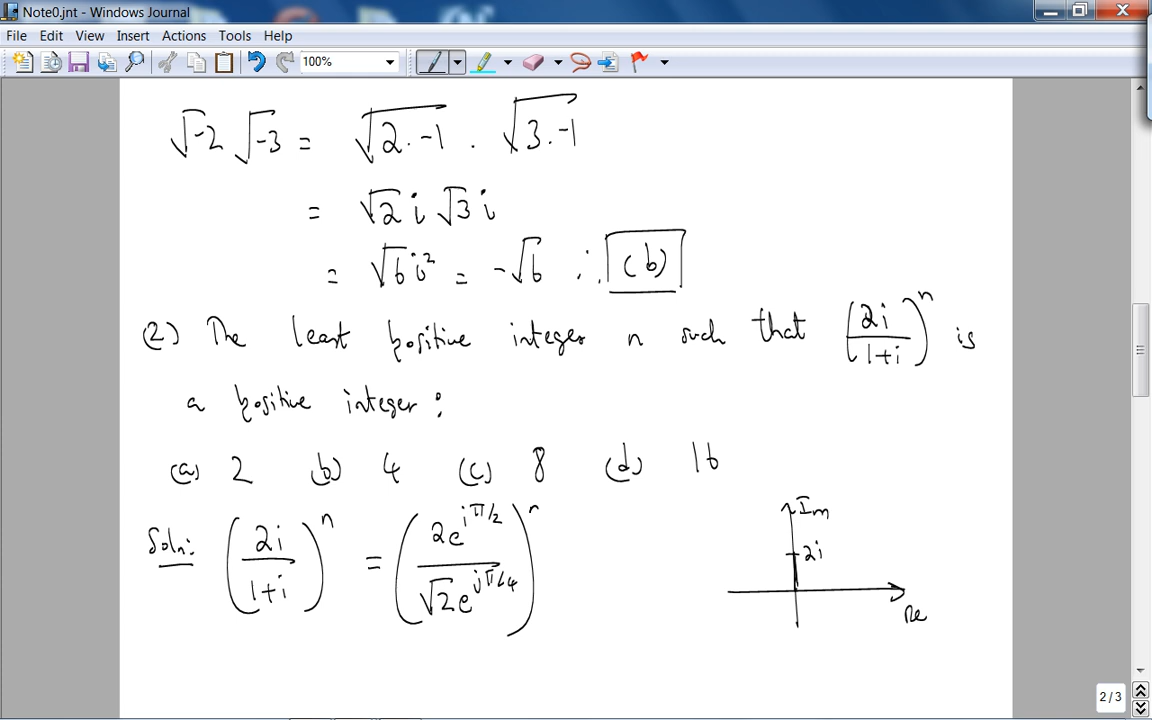 Note0.jnt - Windows Journal
File Edit View Insert Actions Tools Help
100%
√-2 √-3 = √2.-1 . √3.-1
= √2 i √3 i
= √6 i² = -√6 ∴ (b)
(2) The least positive integer n such that (2i/(1+i))^n is
a positive integer:
(a) 2 (b) 4 (c) 8 (d) 16
Soln: (2i/(1+i))^n = (2e^(iπ/2)/(√2e^(jπ/4)))^n
Im
2i
Re
2/3